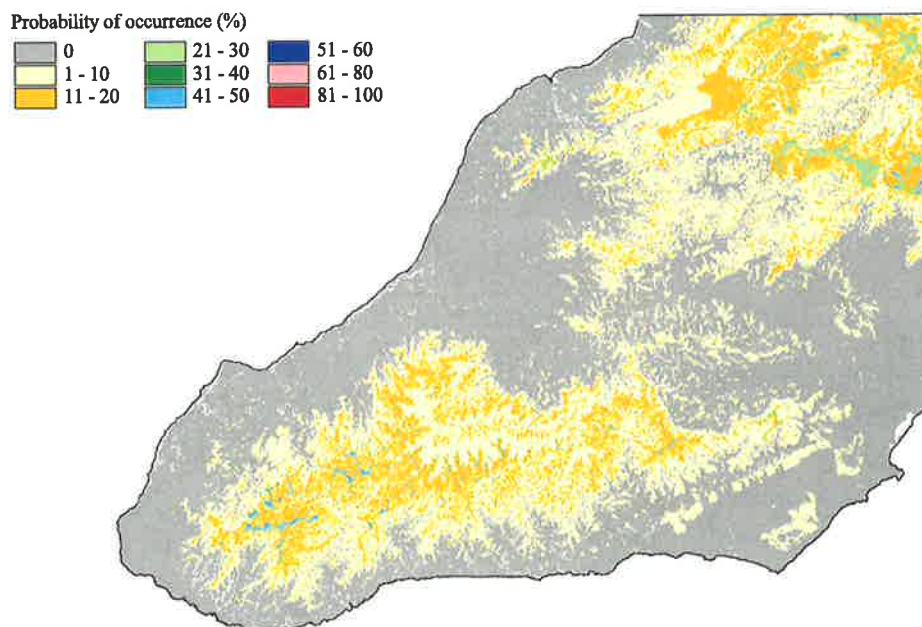 Probability of occurrence (%)
0 21 - 30 51 - 60
1 - 10 31 - 40 61 - 80
11 - 20 41 - 50 81 - 100